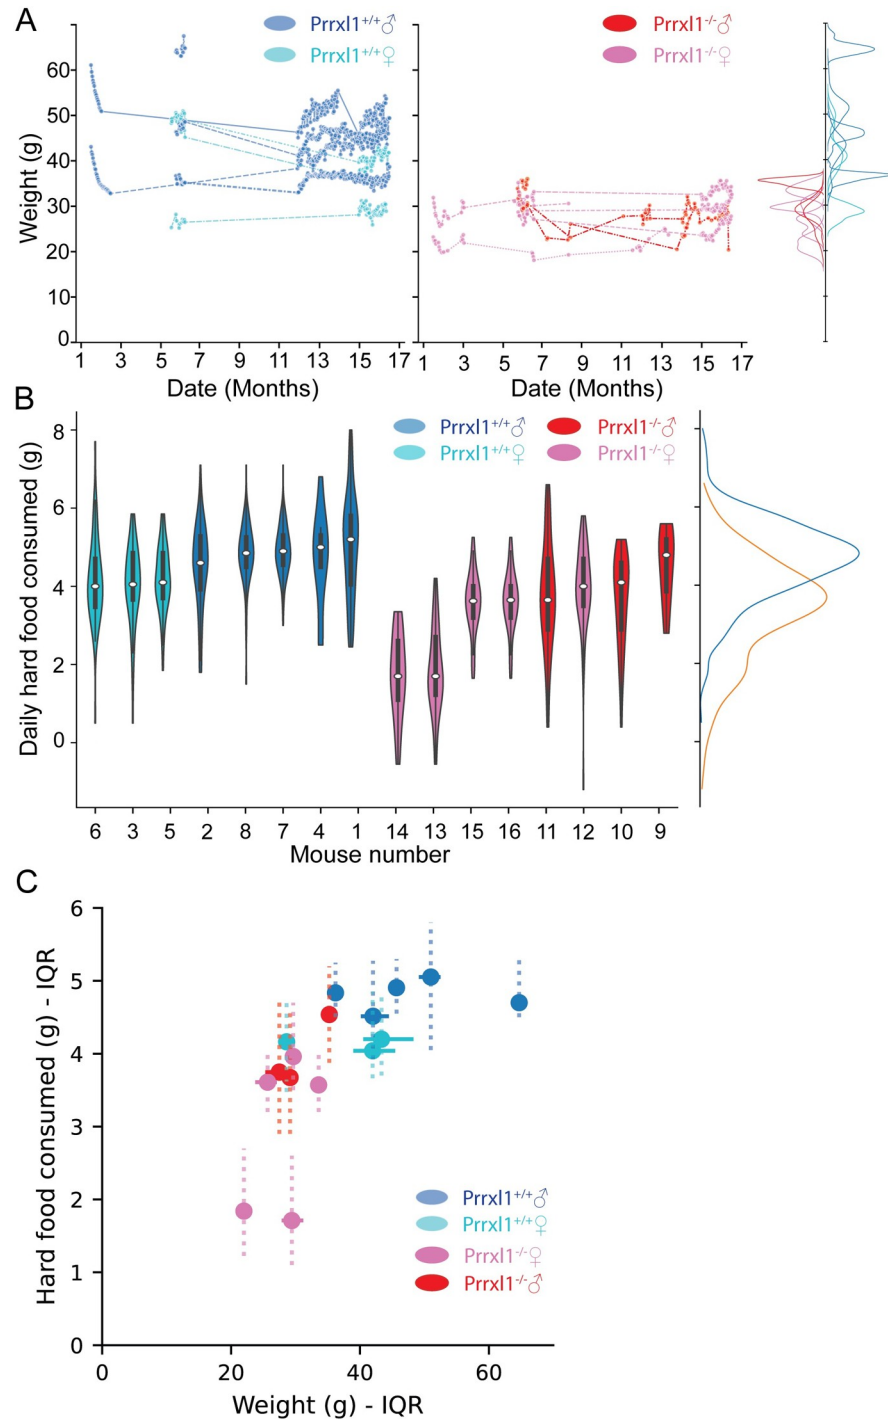 A
Prrxl1+/+♂
Prrxl1+/+♀
Prrxl1-/-♂
Prrxl1-/-♀
Weight (g)
60
50
40
30
20
10
0
1 3 5 7 9 11 13 15 17
1 3 5 7 9 11 13 15 17
Date (Months)
Date (Months)
B
Prrxl1+/+♂
Prrxl1-/-♂
Prrxl1+/+♀
Prrxl1-/-♀
Daily hard food consumed (g)
8
6
4
2
0
6 3 5 2 8 7 4 1 14 13 15 16 11 12 10 9
Mouse number
C
Hard food consumed (g) - IQR
6
5
4
3
2
1
0
Prrxl1+/+♂
Prrxl1+/+♀
Prrxl1-/-♀
Prrxl1-/-♂
0 20 40 60
Weight (g) - IQR